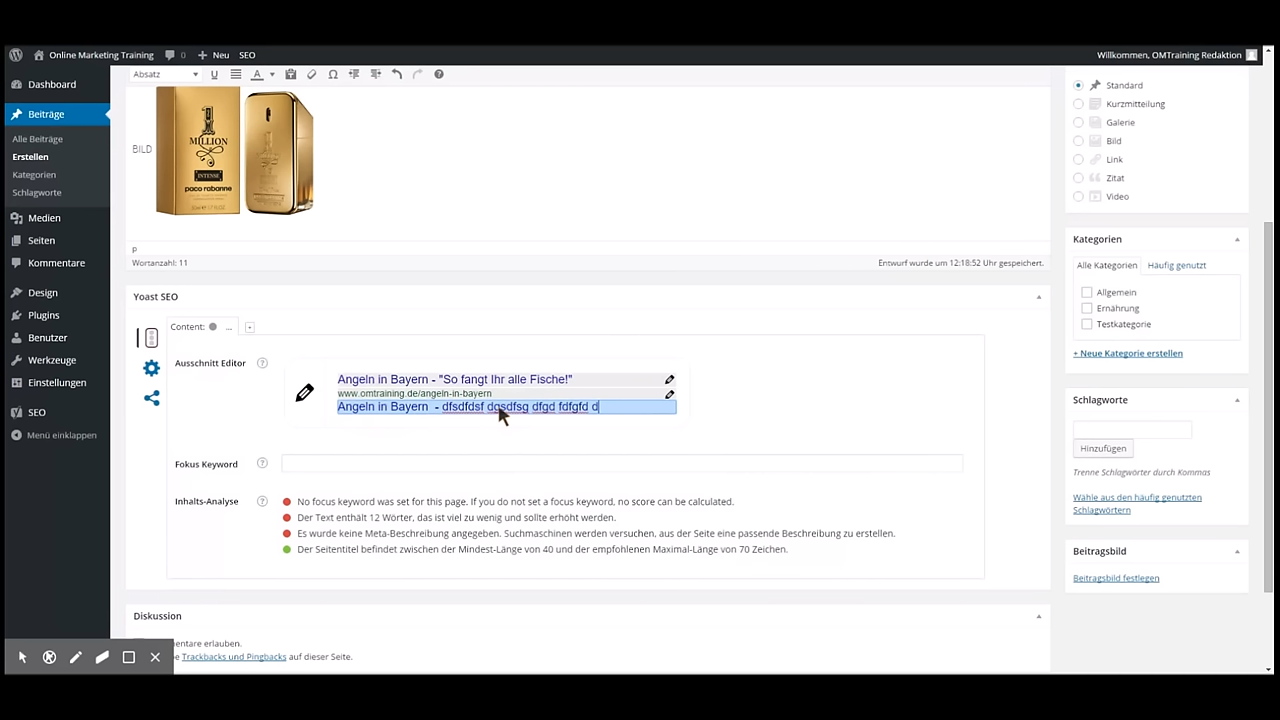 Online Marketing Training
0
Neu
SEO
Willkommen, OMTraining Redaktion
Dashboard
Beiträge
Alle Beiträge
Erstellen
Kategorien
Schlagworte
Medien
Seiten
Kommentare
Design
Plugins
Benutzer
Werkzeuge
Einstellungen
SEO
Menü einklappen
Absatz
BILD
1
MILLION
INTENSE
paco rabanne
p
Wortanzahl: 11
Entwurf wurde um 12:18:52 Uhr gespeichert.
Yoast SEO
Content:
...
+
Ausschnitt Editor
Angeln in Bayern - "So fangt Ihr alle Fische!"
www.omtraining.de/angeln-in-bayern
Angeln in Bayern - dfsdfdsf dgsdfsg dfgd fdfgfd d
Fokus Keyword
Inhalts-Analyse
No focus keyword was set for this page. If you do not set a focus keyword, no score can be calculated.
Der Text enthält 12 Wörter, das ist viel zu wenig und sollte erhöht werden.
Es wurde keine Meta-Beschreibung angegeben. Suchmaschinen werden versuchen, aus der Seite eine passende Beschreibung zu erstellen.
Der Seitentitel befindet zwischen der Mindest-Länge von 40 und der empfohlenen Maximal-Länge von 70 Zeichen.
Diskussion
mentare erlauben.
Trackbacks und Pingbacks auf dieser Seite.
Standard
Kurzmitteilung
Galerie
Bild
Link
Zitat
Video
Kategorien
Alle Kategorien
Häufig genutzt
Allgemein
Ernährung
Testkategorie
+ Neue Kategorie erstellen
Schlagworte
Hinzufügen
Trenne Schlagwörter durch Kommas
Wähle aus den häufig genutzten
Schlagwörtern
Beitragsbild
Beitragsbild festlegen